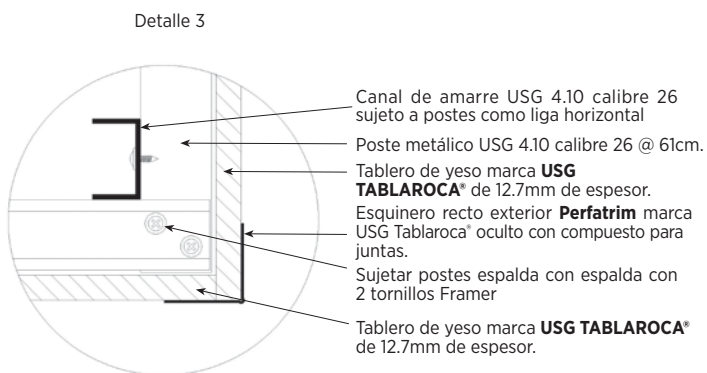 Detalle 3
Canal de amarre USG 4.10 calibre 26
sujeto a postes como liga horizontal
Poste metálico USG 4.10 calibre 26 @ 61cm.
Tablero de yeso marca USG
TABLAROCA® de 12.7mm de espesor.
Esquinero recto exterior Perfatrim marca
USG Tablaroca® oculto con compuesto para
juntas.
Sujetar postes espalda con espalda con
2 tornillos Framer
Tablero de yeso marca USG TABLAROCA®
de 12.7mm de espesor.